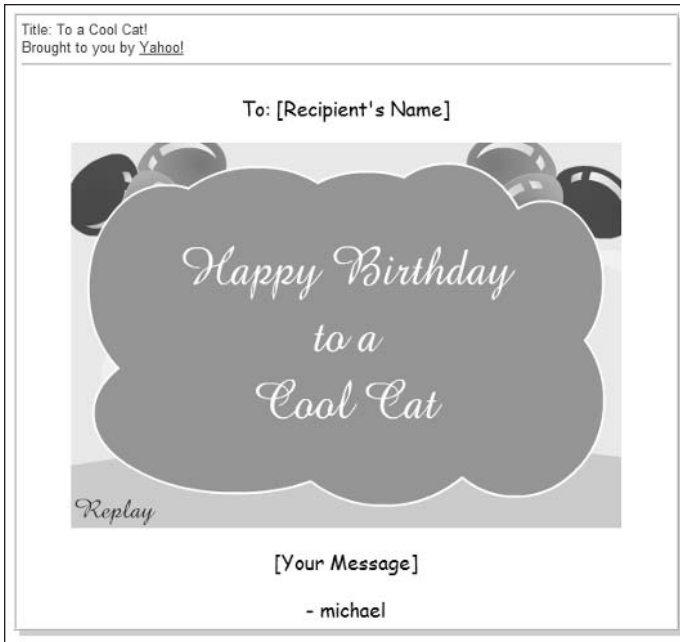 Title: To a Cool Cat!
Brought to you by Yahoo!
To: [Recipient's Name]
Happy Birthday
to a
Cool Cat
Replay
[Your Message]
- michael